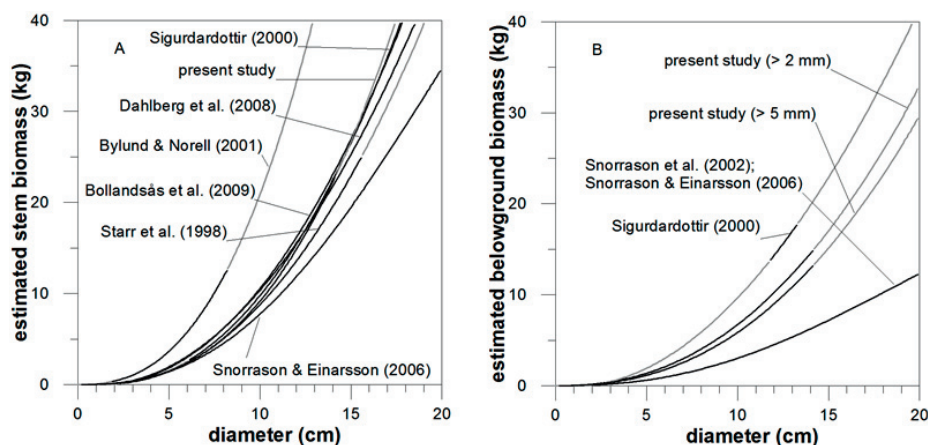 A
estimated stem biomass (kg)
40
30
20
10
0
Sigurdardottir (2000)
present study
Dahlberg et al. (2008)
Bylund & Norell (2001)
Bollandsås et al. (2009)
Starr et al. (1998)
Snorrason & Einarsson (2006)
0 5 10 15 20
diameter (cm)
B
estimated belowground biomass (kg)
40
30
20
10
0
present study (> 2 mm)
present study (> 5 mm)
Snorrason et al. (2002);
Snorrason & Einarsson (2006)
Sigurdardottir (2000)
0 5 10 15 20
diameter (cm)